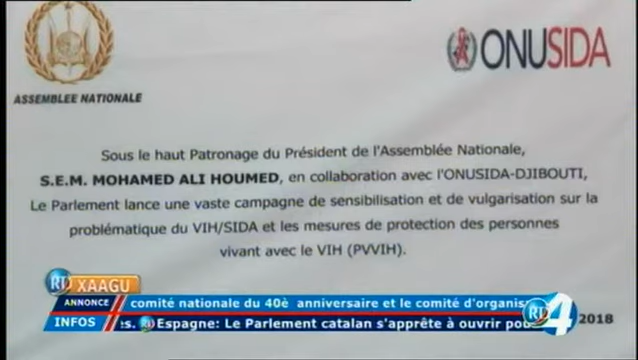 ASSEMBLEE NATIONALE
ONUSIDA
Sous le haut Patronage du Président de l'Assemblée Nationale,
S.E.M. MOHAMED ALI HOUMED, en collaboration avec l'ONUSIDA-DJIBOUTI,
Le Parlement lance une vaste campagne de sensibilisation et de vulgarisation sur la
problématique du VIH/SIDA et les mesures de protection des personnes
vivant avec le VIH (PVVIH).
2018
XAAGU
ANNONCE comité nationale du 40è anniversaire et le comité d'organis
INFOS Espagne: Le Parlement catalan s'apprête à ouvrir
4